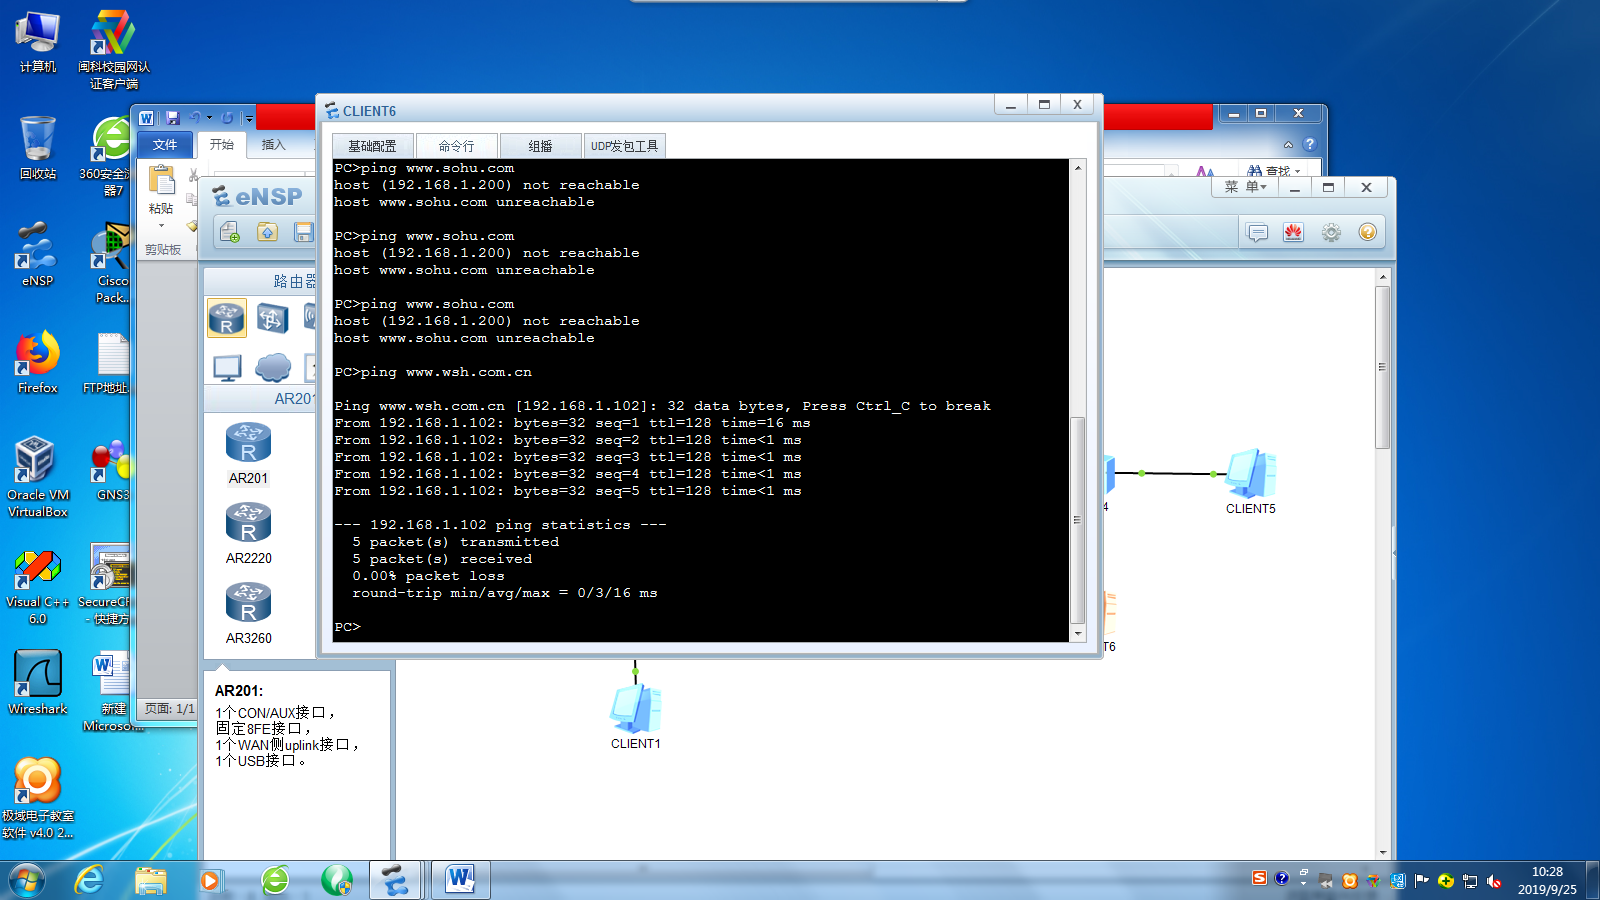 计算机
闽科校园网认
证客户端
回收站
360安全浏
器7
eNSP
Cisco
Pack...
Firefox
FTP地址...
Oracle VM
VirtualBox
GNS3
Visual C++
6.0
SecureCR
- 快捷方
Wireshark
新建
Microso...
极域电子教室
软件 v4.0 2...
文件
开始
插入
粘贴
剪贴板
查找
页面: 1/1
eNSP
菜 单
路由器
AR201
AR201
AR2220
AR3260
AR201:
1个CON/AUX接口，
固定8FE接口，
1个WAN侧uplink接口，
1个USB接口。
CLIENT6
基础配置
命令行
组播
UDP发包工具
PC>ping www.sohu.com
host (192.168.1.200) not reachable
host www.sohu.com unreachable
PC>ping www.sohu.com
host (192.168.1.200) not reachable
host www.sohu.com unreachable
PC>ping www.sohu.com
host (192.168.1.200) not reachable
host www.sohu.com unreachable
PC>ping www.wsh.com.cn
Ping www.wsh.com.cn [192.168.1.102]: 32 data bytes, Press Ctrl_C to break
From 192.168.1.102: bytes=32 seq=1 ttl=128 time=16 ms
From 192.168.1.102: bytes=32 seq=2 ttl=128 time<1 ms
From 192.168.1.102: bytes=32 seq=3 ttl=128 time<1 ms
From 192.168.1.102: bytes=32 seq=4 ttl=128 time<1 ms
From 192.168.1.102: bytes=32 seq=5 ttl=128 time<1 ms
--- 192.168.1.102 ping statistics ---
5 packet(s) transmitted
5 packet(s) received
0.00% packet loss
round-trip min/avg/max = 0/3/16 ms
PC>
4
CLIENT5
T6
CLIENT1
10:28
2019/9/25